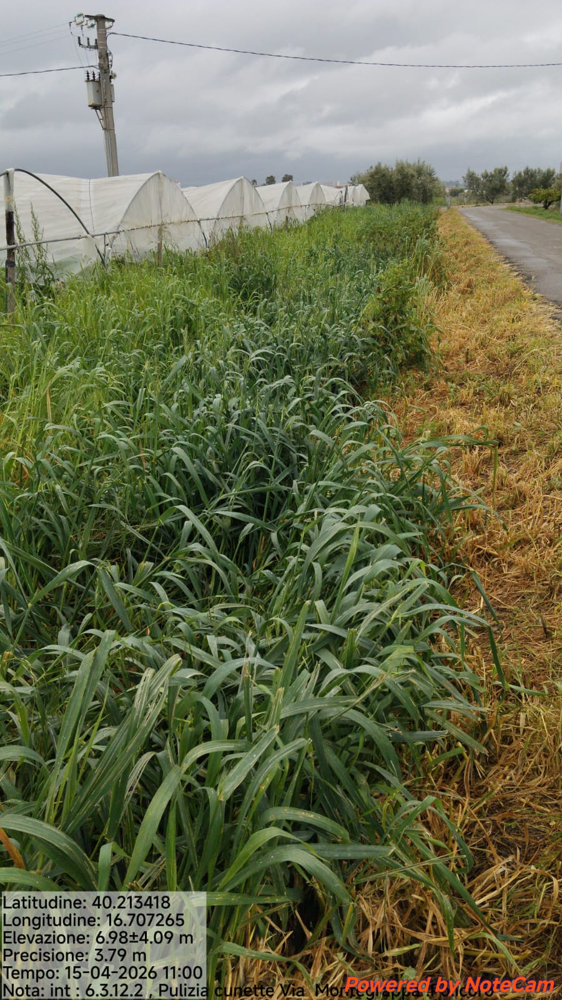 Latitudine: 40.213418
Longitudine: 16.707265
Elevazione: 6.98±4.09 m
Precisione: 3.79 m
Tempo: 15-04-2026 11:00
Nota: int : 6.3.12.2 , Pulizia cunette Via
Powered by NoteCam